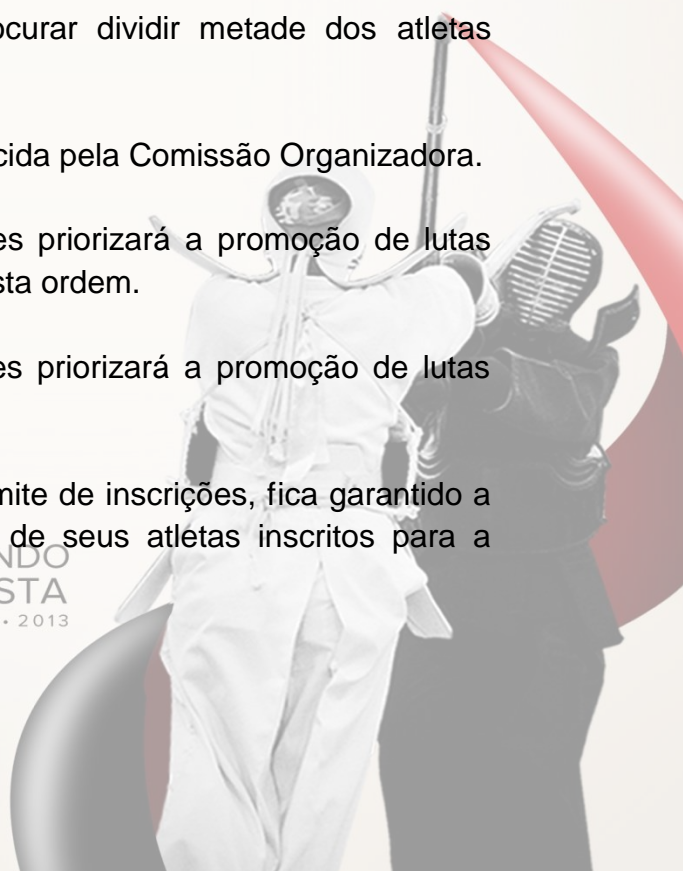 ocurar dividir metade dos atletas
cida pela Comissão Organizadora.
es priorizará a promoção de lutas
sta ordem.
es priorizará a promoção de lutas
mite de inscrições, fica garantido a
de seus atletas inscritos para a
NDO
STA
• 2013